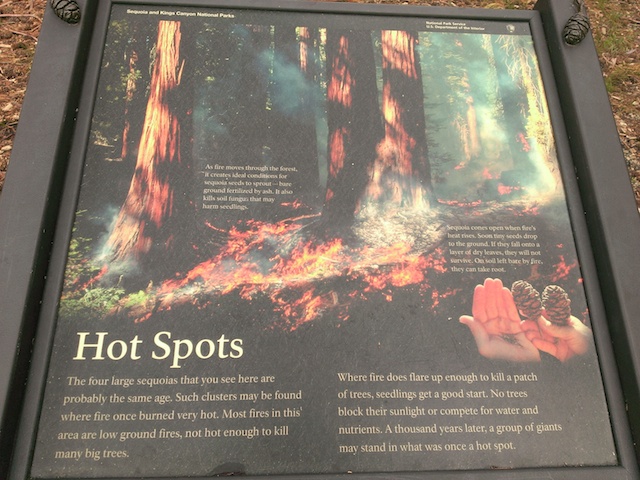 Sequoia and Kings Canyon National Parks
National Park Service
U.S. Department of the Interior
As fire moves through the forest,
it creates ideal conditions for
sequoia seeds to sprout—bare
ground fertilized by ash. It also
kills soil fungus that may
harm seedlings.
Sequoia cones open when fire's
heat rises. Soon tiny seeds drop
to the ground. If they fall onto a
layer of dry leaves, they will not
survive. On soil left bare by fire,
they can take root.
Hot Spots
The four large sequoias that you see here are
probably the same age. Such clusters may be found
where fire once burned very hot. Most fires in this
area are low ground fires, not hot enough to kill
many big trees.
Where fire does flare up enough to kill a patch
of trees, seedlings get a good start. No trees
block their sunlight or compete for water and
nutrients. A thousand years later, a group of giants
may stand in what was once a hot spot.